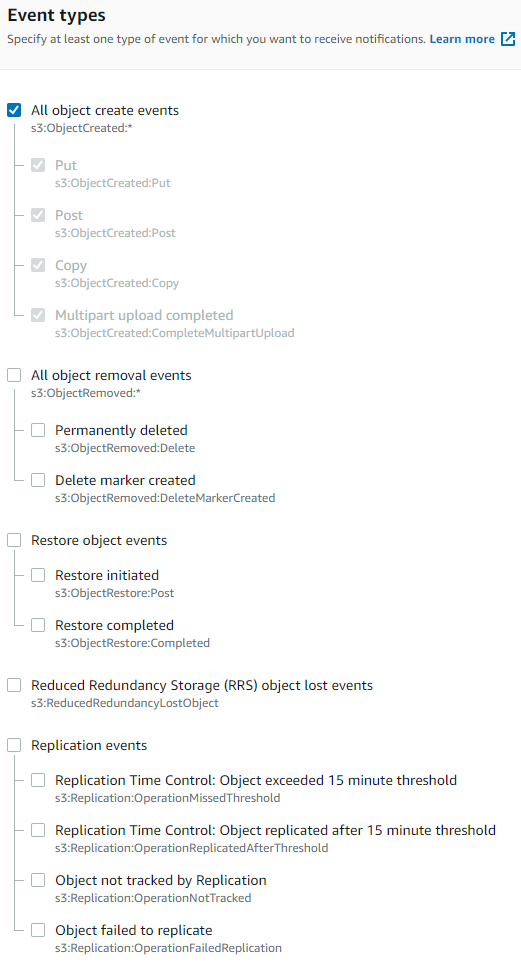 Event types
Specify at least one type of event for which you want to receive notifications. Learn more
All object create events
s3:ObjectCreated:*
Put
s3:ObjectCreated:Put
Post
s3:ObjectCreated:Post
Copy
s3:ObjectCreated:Copy
Multipart upload completed
s3:ObjectCreated:CompleteMultipartUpload
All object removal events
s3:ObjectRemoved:*
Permanently deleted
s3:ObjectRemoved:Delete
Delete marker created
s3:ObjectRemoved:DeleteMarkerCreated
Restore object events
Restore initiated
s3:ObjectRestore:Post
Restore completed
s3:ObjectRestore:Completed
Reduced Redundancy Storage (RRS) object lost events
s3:ReducedRedundancyLostObject
Replication events
Replication Time Control: Object exceeded 15 minute threshold
s3:Replication:OperationMissedThreshold
Replication Time Control: Object replicated after 15 minute threshold
s3:Replication:OperationReplicatedAfterThreshold
Object not tracked by Replication
s3:Replication:OperationNotTracked
Object failed to replicate
s3:Replication:OperationFailedReplication